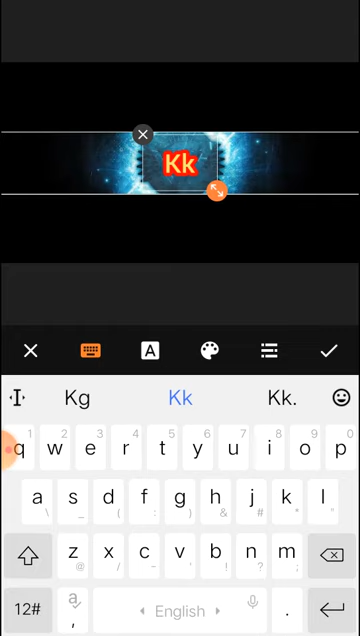 Kk
A
Kg Kk Kk.
1 2 3 4 5 6 7 8 9 0
q w e r t y u i o p
a s d f g h j k l
\ _ ( : ) & # * "
z x c v b n m
@ / - ' ! ? ;
12# a , English .